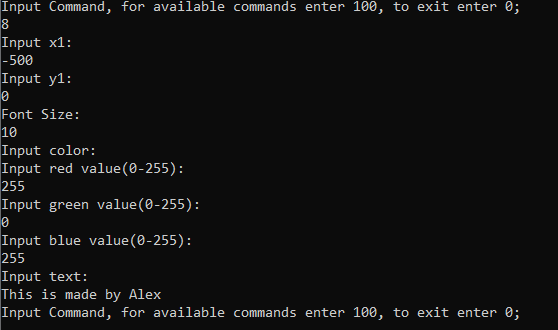 Input Command, for available commands enter 100, to exit enter 0;
8
Input x1:
-500
Input y1:
0
Font Size:
10
Input color:
Input red value(0-255):
255
Input green value(0-255):
0
Input blue value(0-255):
255
Input text:
This is made by Alex
Input Command, for available commands enter 100, to exit enter 0;